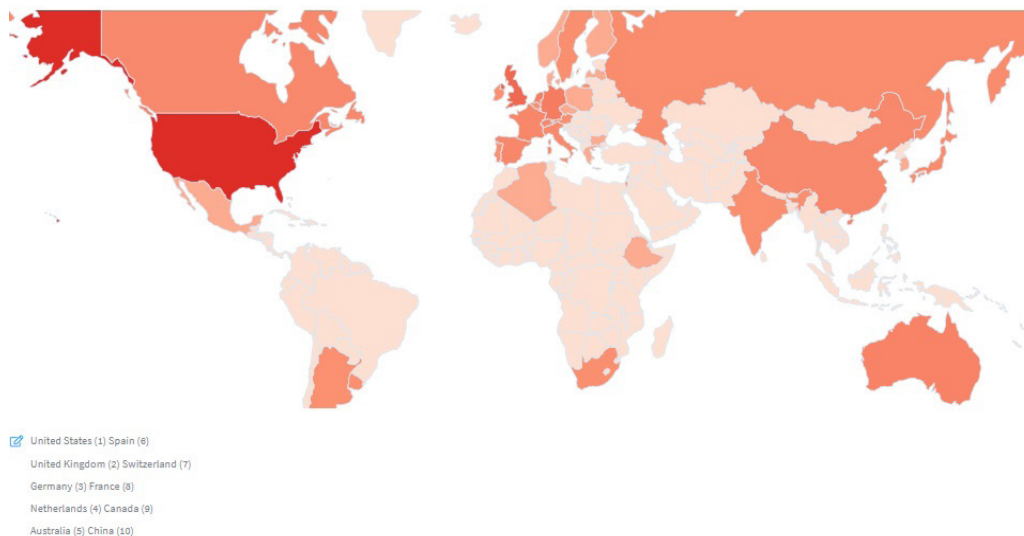 United States (1) Spain (6)
United Kingdom (2) Switzerland (7)
Germany (3) France (8)
Netherlands (4) Canada (9)
Australia (5) China (10)